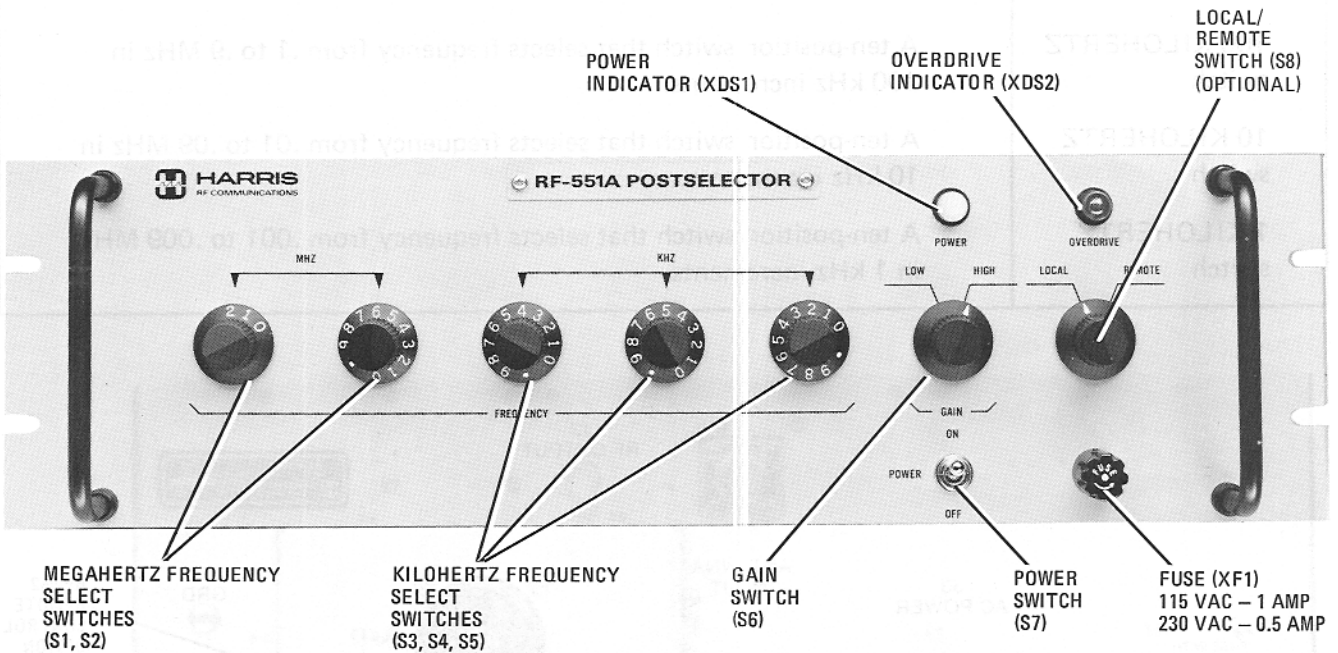 POWER
INDICATOR (XDS1)
OVERDRIVE
INDICATOR (XDS2)
LOCAL/
REMOTE
SWITCH (S8)
(OPTIONAL)
HARRIS
RF COMMUNICATIONS
RF-551A POSTSELECTOR
POWER
OVERDRIVE
MHZ
KHZ
LOW
HIGH
LOCAL
REMOTE
2 1 0
9 8 7 6 5 4 3 2 1 0
9 8 7 6 5 4 3 2 1 0
9 8 7 6 5 4 3 2 1 0
9 8 7 6 5 4 3 2 1 0
FREQUENCY
GAIN
ON
POWER
OFF
FUSE
MEGAHERTZ FREQUENCY
SELECT
SWITCHES
(S1, S2)
KILOHERTZ FREQUENCY
SELECT
SWITCHES
(S3, S4, S5)
GAIN
SWITCH
(S6)
POWER
SWITCH
(S7)
FUSE (XF1)
115 VAC – 1 AMP
230 VAC – 0.5 AMP